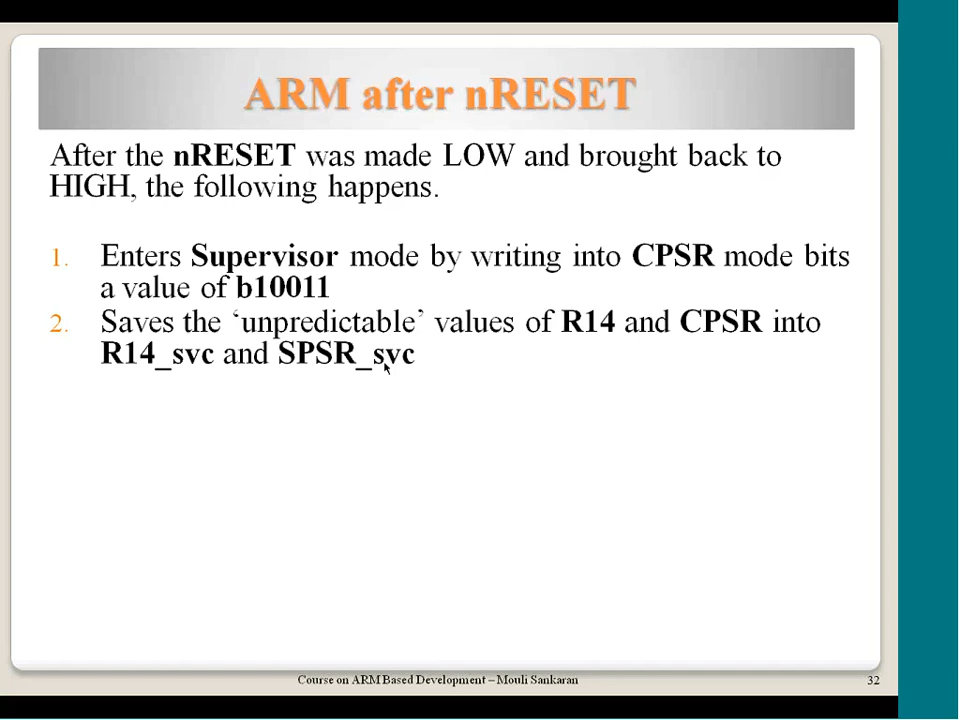 ARM after nRESET
After the nRESET was made LOW and brought back to
HIGH, the following happens.
1. Enters Supervisor mode by writing into CPSR mode bits
a value of b10011
2. Saves the ‘unpredictable’ values of R14 and CPSR into
R14_svc and SPSR_svc
Course on ARM Based Development – Mouli Sankaran
32